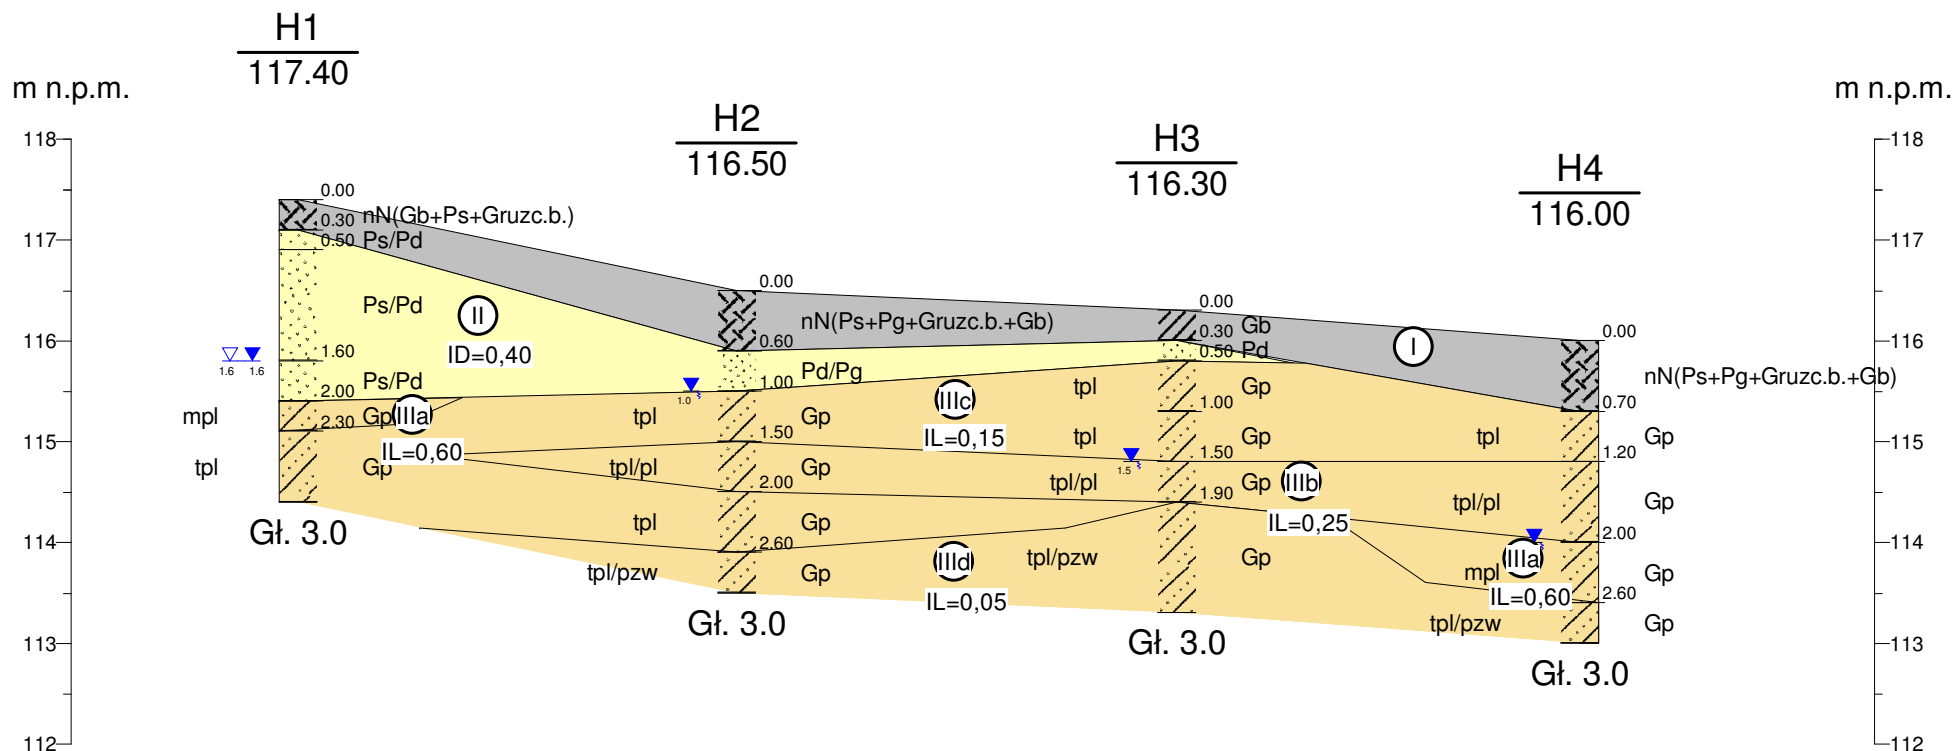 H1
117.40
H2
116.50
H3
116.30
H4
116.00
m n.p.m.
m n.p.m.
118
117
116
115
114
113
112
118
117
116
115
114
113
112
0.00
0.30
0.50
1.60
2.00
2.30
nN(Gb+Ps+Gruzc.b.)
Ps/Pd
Ps/Pd
Ps/Pd
Gp
Gp
mpl
tpl
1.6
1.6
Gł. 3.0
II
ID=0,40
IIIa
IL=0,60
0.00
0.60
1.00
1.50
2.00
2.60
nN(Ps+Pg+Gruzc.b.+Gb)
Pd/Pg
Gp
Gp
Gp
Gp
tpl
tpl/pl
tpl
tpl/pzw
1.0
Gł. 3.0
IIIc
IL=0,15
IIId
IL=0,05
0.00
0.30
0.50
1.00
1.50
1.90
Gb
Pd
Gp
Gp
Gp
Gp
tpl
tpl
tpl/pl
tpl/pzw
1.5
Gł. 3.0
I
IIIb
IL=0,25
IIIa
IL=0,60
0.00
0.70
1.20
2.00
2.60
nN(Ps+Pg+Gruzc.b.+Gb)
Gp
Gp
Gp
Gp
tpl
tpl/pl
mpl
tpl/pzw
Gł. 3.0